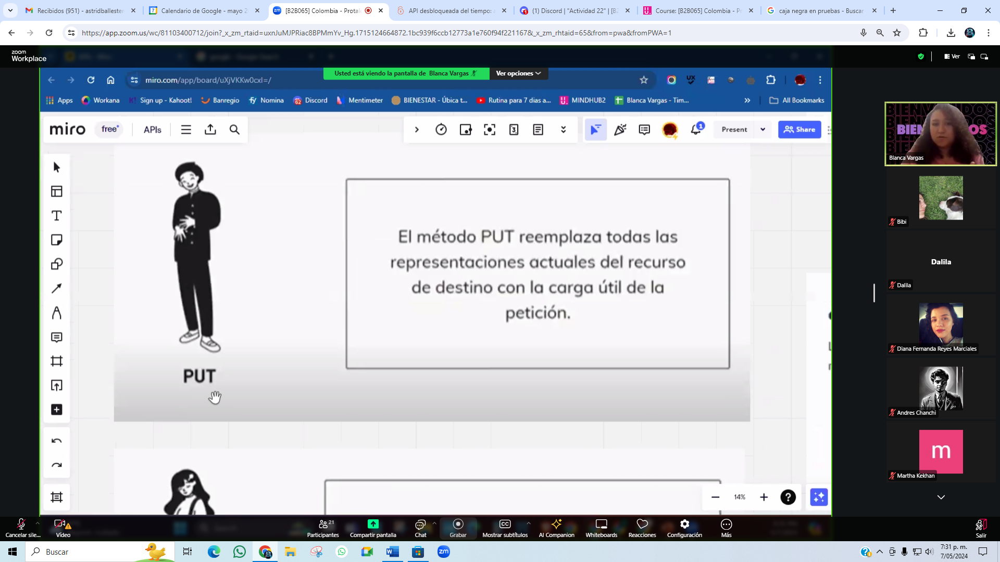 Recibidos (951) - astridballester
Calendario de Google - mayo 2
[B2B065] Colombia - Protale
API desbloqueada del tiempo: a
(1) Discord | "Actividad 22" | [B2
Course: [B2B065] Colombia - Pr
caja negra en pruebas - Buscar
https://app.zoom.us/wc/81103400712/join?_x_zm_rtaid=uxnJuMJPRiac8BPMmYv_Hg.1715124664872.1bc939f6ccb12773a1e760f94f221167&_x_zm_rhtaid=65&from=pwa&fromPWA=1
zoom
Workplace
Ver
Usted está viendo la pantalla de Blanca Vargas
Ver opciones
miro.com/app/board/uXjVKKw0cxI=/
Apps
Workana
Sign up - Kahoot!
Banregio
Nomina
62
Discord
Mentimeter
BIENESTAR - Úbica t...
Rutina para 7 dias a...
MINDHUB2
Blanca Vargas - Tim...
All Bookmarks
miro
free
APIs
1
Present
Share
El método PUT reemplaza todas las
representaciones actuales del recurso
de destino con la carga útil de la
petición.
PUT
14%
Blanca Vargas
Bibi
Dalila
Dalila
Diana Fernanda Reyes Marciales
Andres Chanchi
m
Martha Kekhan
Cancelar sile...
Vídeo
21
Participantes
Compartir pantalla
Chat
Grabar
Mostrar subtítulos
AI Companion
Whiteboards
Reacciones
Configuración
Más
Salir
Buscar
7:31 p. m.
7/05/2024